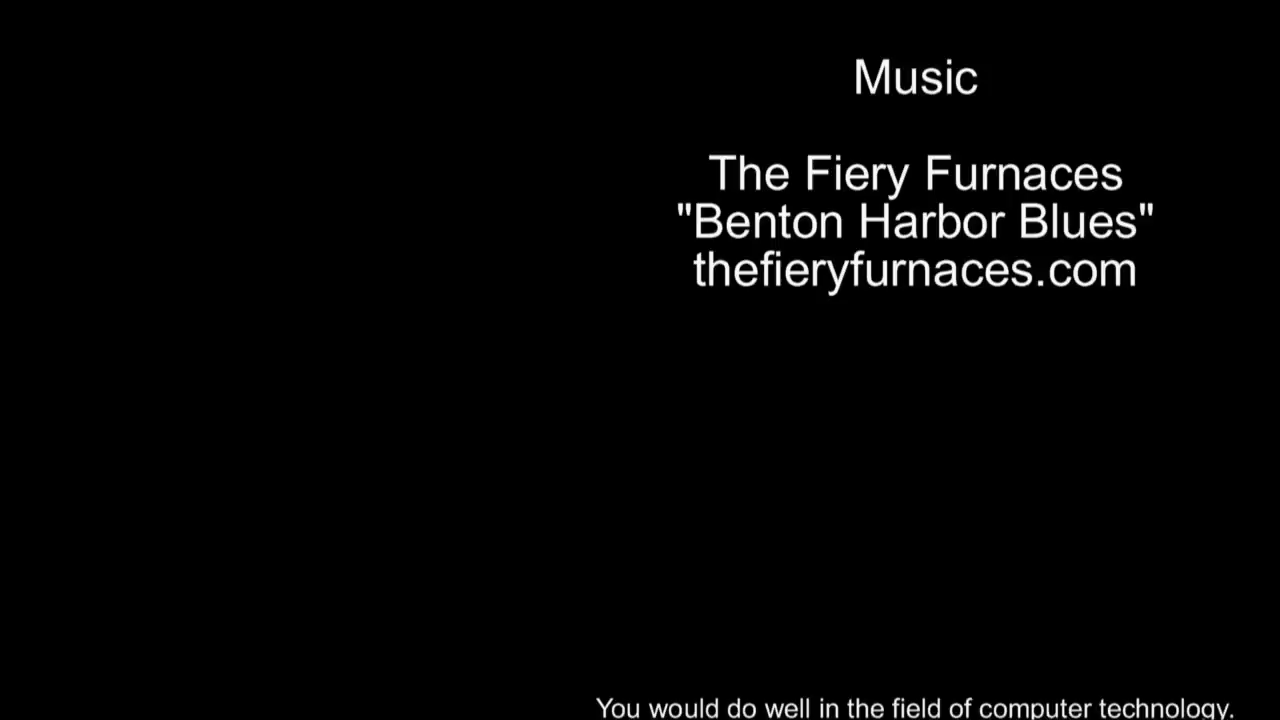 Music
The Fiery Furnaces
"Benton Harbor Blues"
thefieryfurnaces.com
You would do well in the field of computer technology.